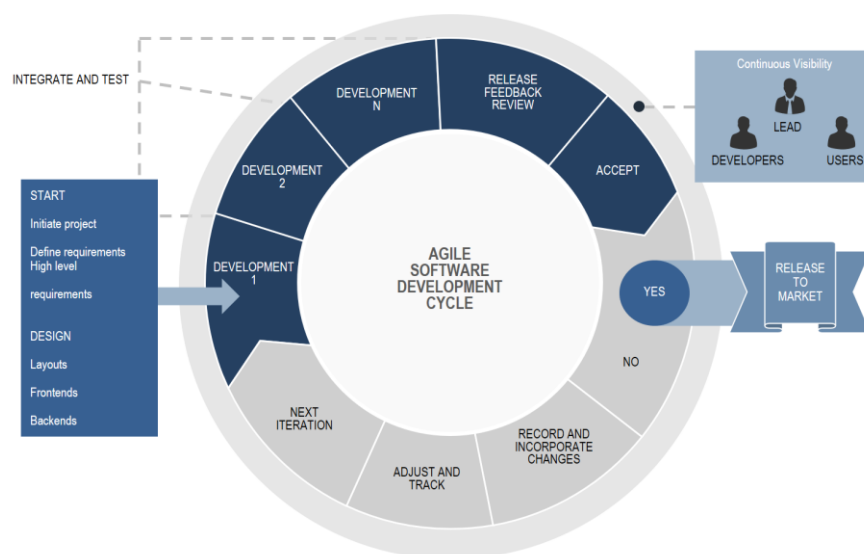 INTEGRATE AND TEST
START
Initiate project
Define requirements
High level
requirements
DESIGN
Layouts
Frontends
Backends
DEVELOPMENT
1
DEVELOPMENT
2
DEVELOPMENT
N
RELEASE
FEEDBACK
REVIEW
ACCEPT
YES
NO
RECORD AND
INCORPORATE
CHANGES
ADJUST AND
TRACK
NEXT
ITERATION
AGILE
SOFTWARE
DEVELOPMENT
CYCLE
Continuous Visibility
LEAD
DEVELOPERS
USERS
RELEASE
TO
MARKET